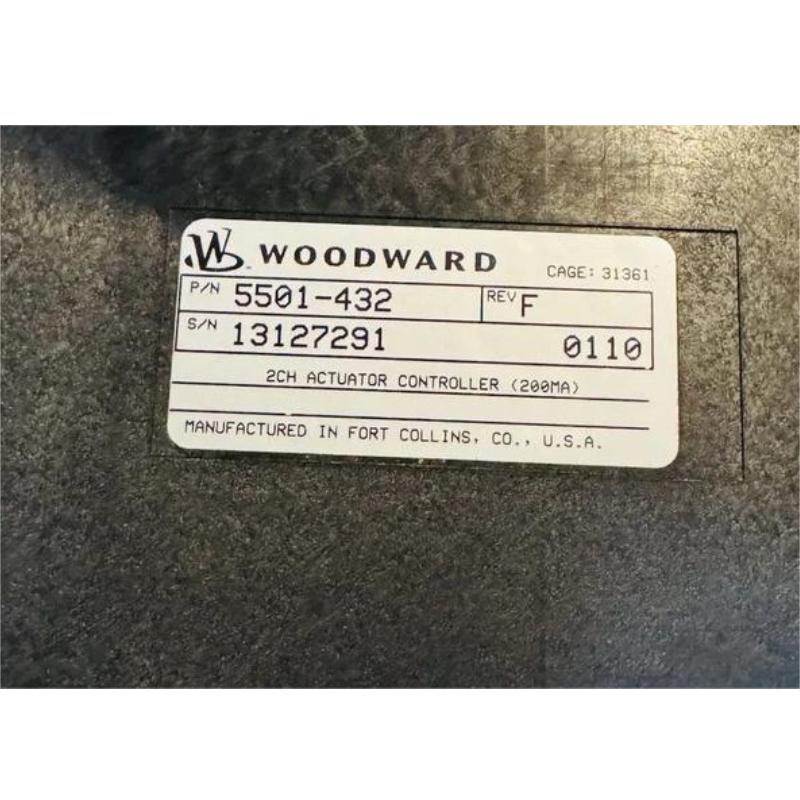 WOODWARD
CAGE: 31361
P/N 5501-432 REV F
S/N 13127291 0110
2CH ACTUATOR CONTROLLER (200MA)
MANUFACTURED IN FORT COLLINS, CO., U.S.A.